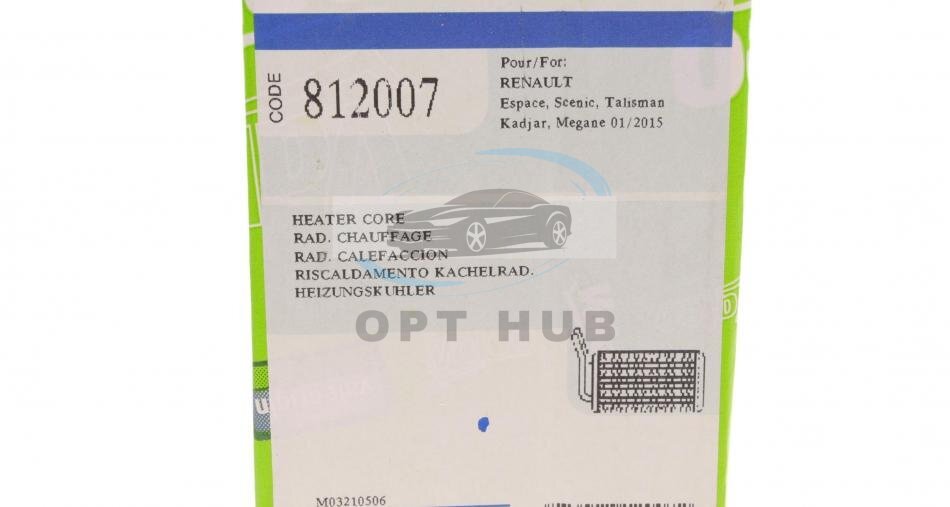 CODE
812007
Pour/For:
RENAULT
Espace, Scenic, Talisman
Kadjar, Megane 01/2015
HEATER CORE
RAD. CHAUFFAGE
RAD. CALEFACCION
RISCALDAMENTO KACHELRAD.
HEIZUNGSKUHLER
OPT HUB
M03210506